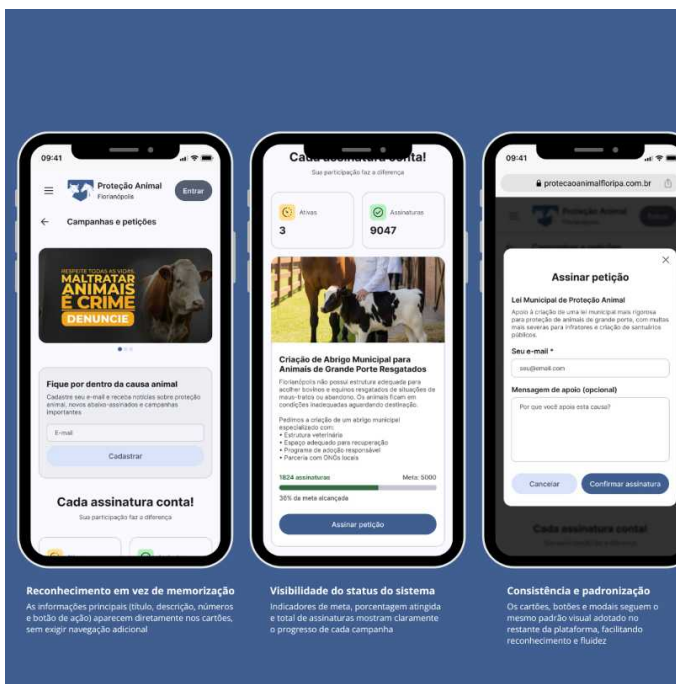 09:41
Proteção Animal
Florianópolis
Entrar
Campanhas e petições
RESPEITE TODAS AS VIDAS.
MALTRATAR
ANIMAIS
É CRIME
DENUNCIE
Fique por dentro da causa animal
Cadastre seu e-mail e receba notícias sobre proteção
animal, novos abaixo-assinados e campanhas
importantes
E-mail
Cadastrar
Cada assinatura conta!
Sua participação faz a diferença
Reconhecimento em vez de memorização
As informações principais (título, descrição, números
e botão de ação) aparecem diretamente nos cartões,
sem exigir navegação adicional
Cada assinatura conta!
Sua participação faz a diferença
Ativas
3
Assinaturas
9047
Criação de Abrigo Municipal para
Animais de Grande Porte Resgatados
Florianópolis não possui estrutura adequada para
acolher bovinos e equinos resgatados de situações de
maus-tratos ou abandono. Os animais ficam em
condições inadequadas aguardando destinação.
Pedimos a criação de um abrigo municipal
especializado com:
• Estrutura veterinária
• Espaço adequado para recuperação
• Programa de adoção responsável
• Parceria com ONGs locais
1824 assinaturas
Meta: 5000
36% da meta alcançada
Assinar petição
Visibilidade do status do sistema
Indicadores de meta, porcentagem atingida
e total de assinaturas mostram claramente
o progresso de cada campanha
09:41
protecaoanimalfloripa.com.br
Proteção Animal
Assinar petição
Lei Municipal de Proteção Animal
Apoio à criação de uma lei municipal mais rigorosa
para proteção de animais de grande porte, com multas
mais severas para infratores e criação de santuários
públicos.
Seu e-mail *
seu@email.com
Mensagem de apoio (opcional)
Por que você apoia esta causa?
Cancelar
Confirmar assinatura
Cada assinatura conta!
Consistência e padronização
Os cartões, botões e modais seguem o
mesmo padrão visual adotado no
restante da plataforma, facilitando
reconhecimento e fluidez